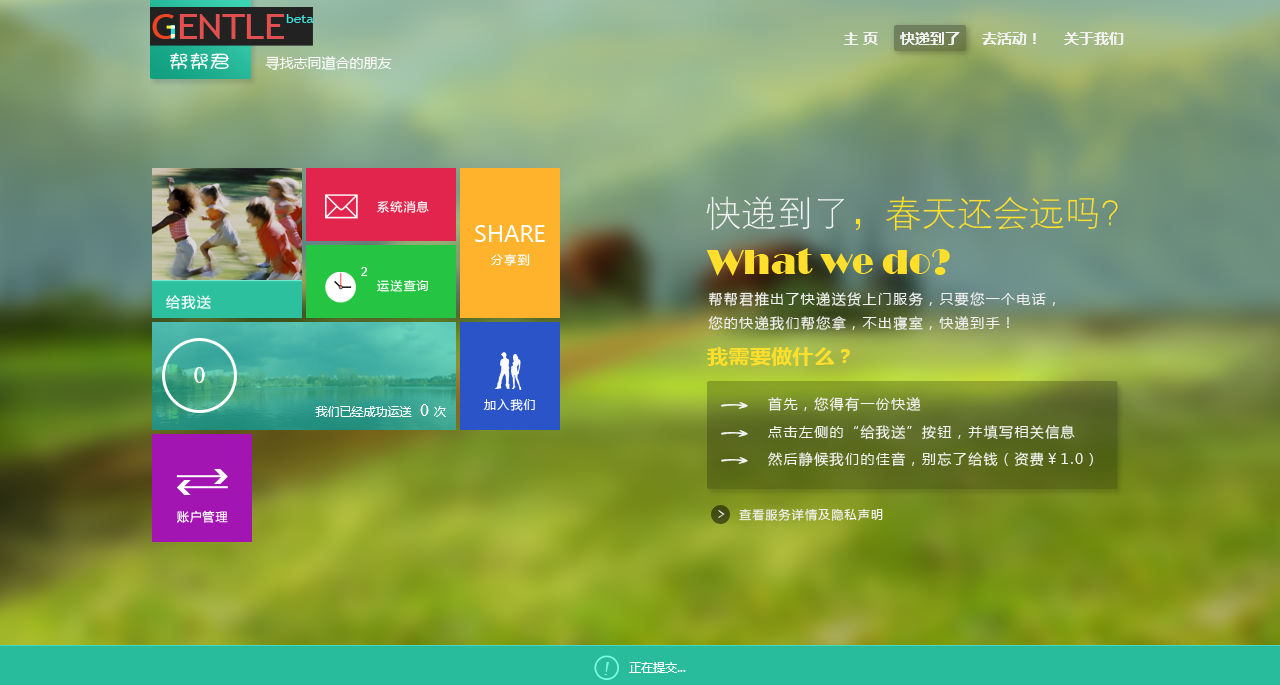 GENTLE beta
帮帮君
寻找志同道合的朋友
主 页
快递到了
去活动！
关于我们
给我送
系统消息
2
运送查询
SHARE
分享到
0
我们已经成功运送 0 次
加入我们
账户管理
快递到了，春天还会远吗?
What we do?
帮帮君推出了快递送货上门服务，只要您一个电话，
您的快递我们帮您拿，不出寝室，快递到手！
我需要做什么？
首先，您得有一份快递
点击左侧的“给我送”按钮，并填写相关信息
然后静候我们的佳音，别忘了给钱（资费￥1.0）
查看服务详情及隐私声明
正在提交...